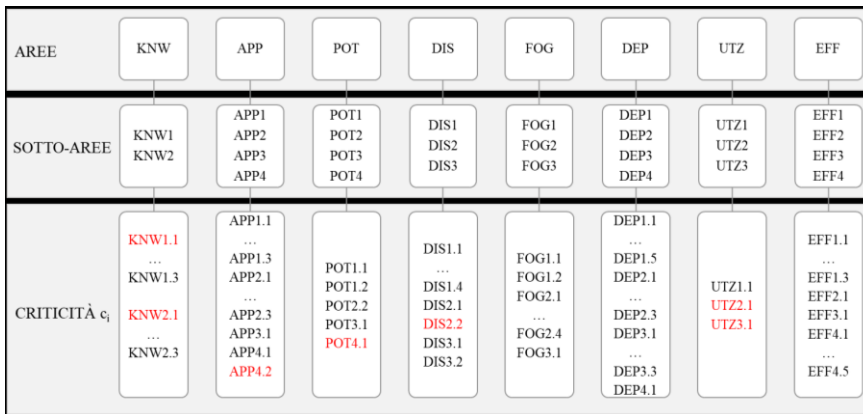 AREE
KNW
APP
POT
DIS
FOG
DEP
UTZ
EFF
SOTTO-AREE
KNW1
KNW2
APP1
APP2
APP3
APP4
POT1
POT2
POT3
POT4
DIS1
DIS2
DIS3
FOG1
FOG2
FOG3
DEP1
DEP2
DEP3
DEP4
UTZ1
UTZ2
UTZ3
EFF1
EFF2
EFF3
EFF4
CRITICITÀ ci
KNW1.1
…
KNW1.3
KNW2.1
…
KNW2.3
APP1.1
…
APP1.3
APP2.1
…
APP2.3
APP3.1
APP4.1
APP4.2
POT1.1
POT1.2
POT2.2
POT3.1
POT4.1
DIS1.1
…
DIS1.4
DIS2.1
DIS2.2
DIS3.1
DIS3.2
FOG1.1
FOG1.2
FOG2.1
…
FOG2.4
FOG3.1
DEP1.1
…
DEP1.5
DEP2.1
…
DEP2.3
DEP3.1
…
DEP3.3
DEP4.1
UTZ1.1
UTZ2.1
UTZ3.1
EFF1.1
…
EFF1.3
EFF2.1
EFF3.1
EFF4.1
…
EFF4.5